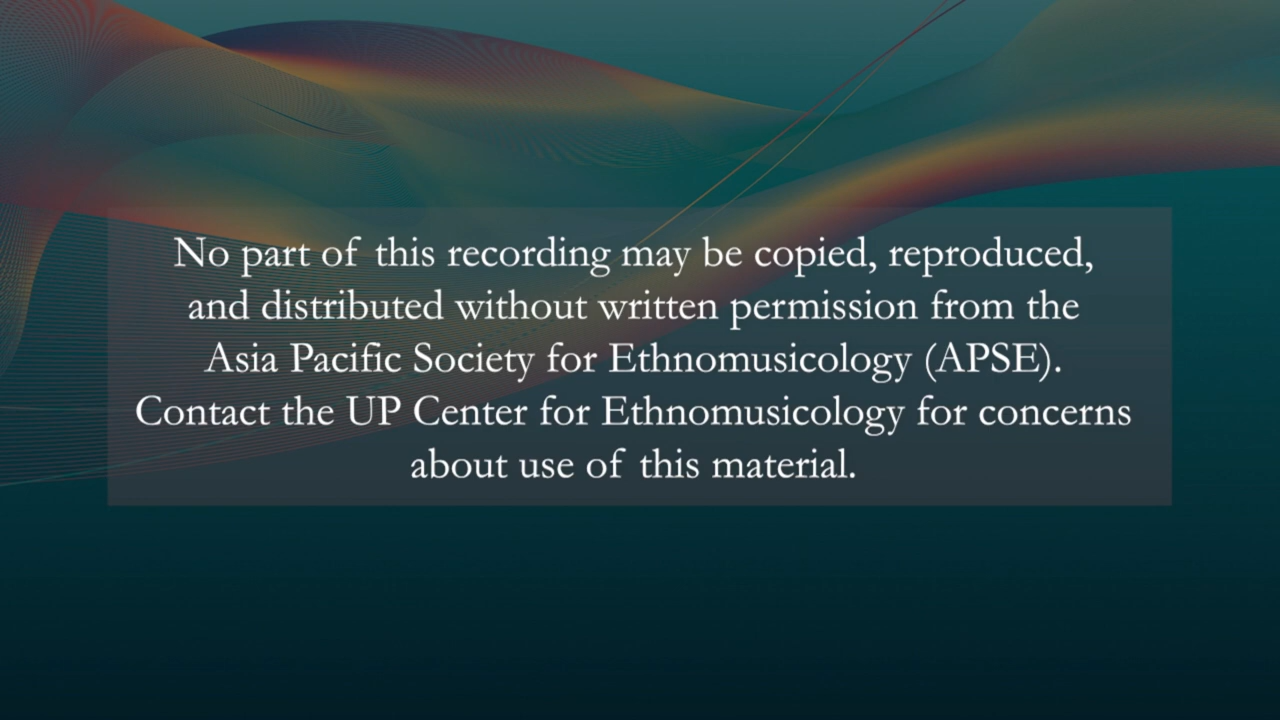 No part of this recording may be copied, reproduced,
and distributed without written permission from the
Asia Pacific Society for Ethnomusicology (APSE).
Contact the UP Center for Ethnomusicology for concerns
about use of this material.